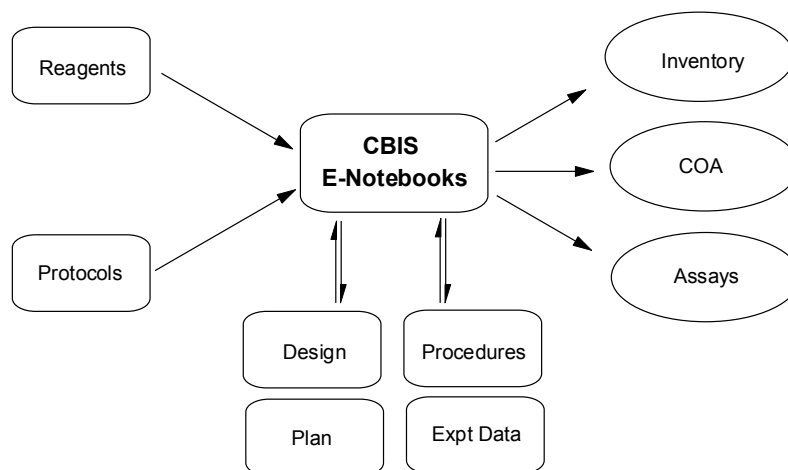 Reagents
Inventory
CBIS
E-Notebooks
COA
Protocols
Assays
Design
Procedures
Plan
Expt Data